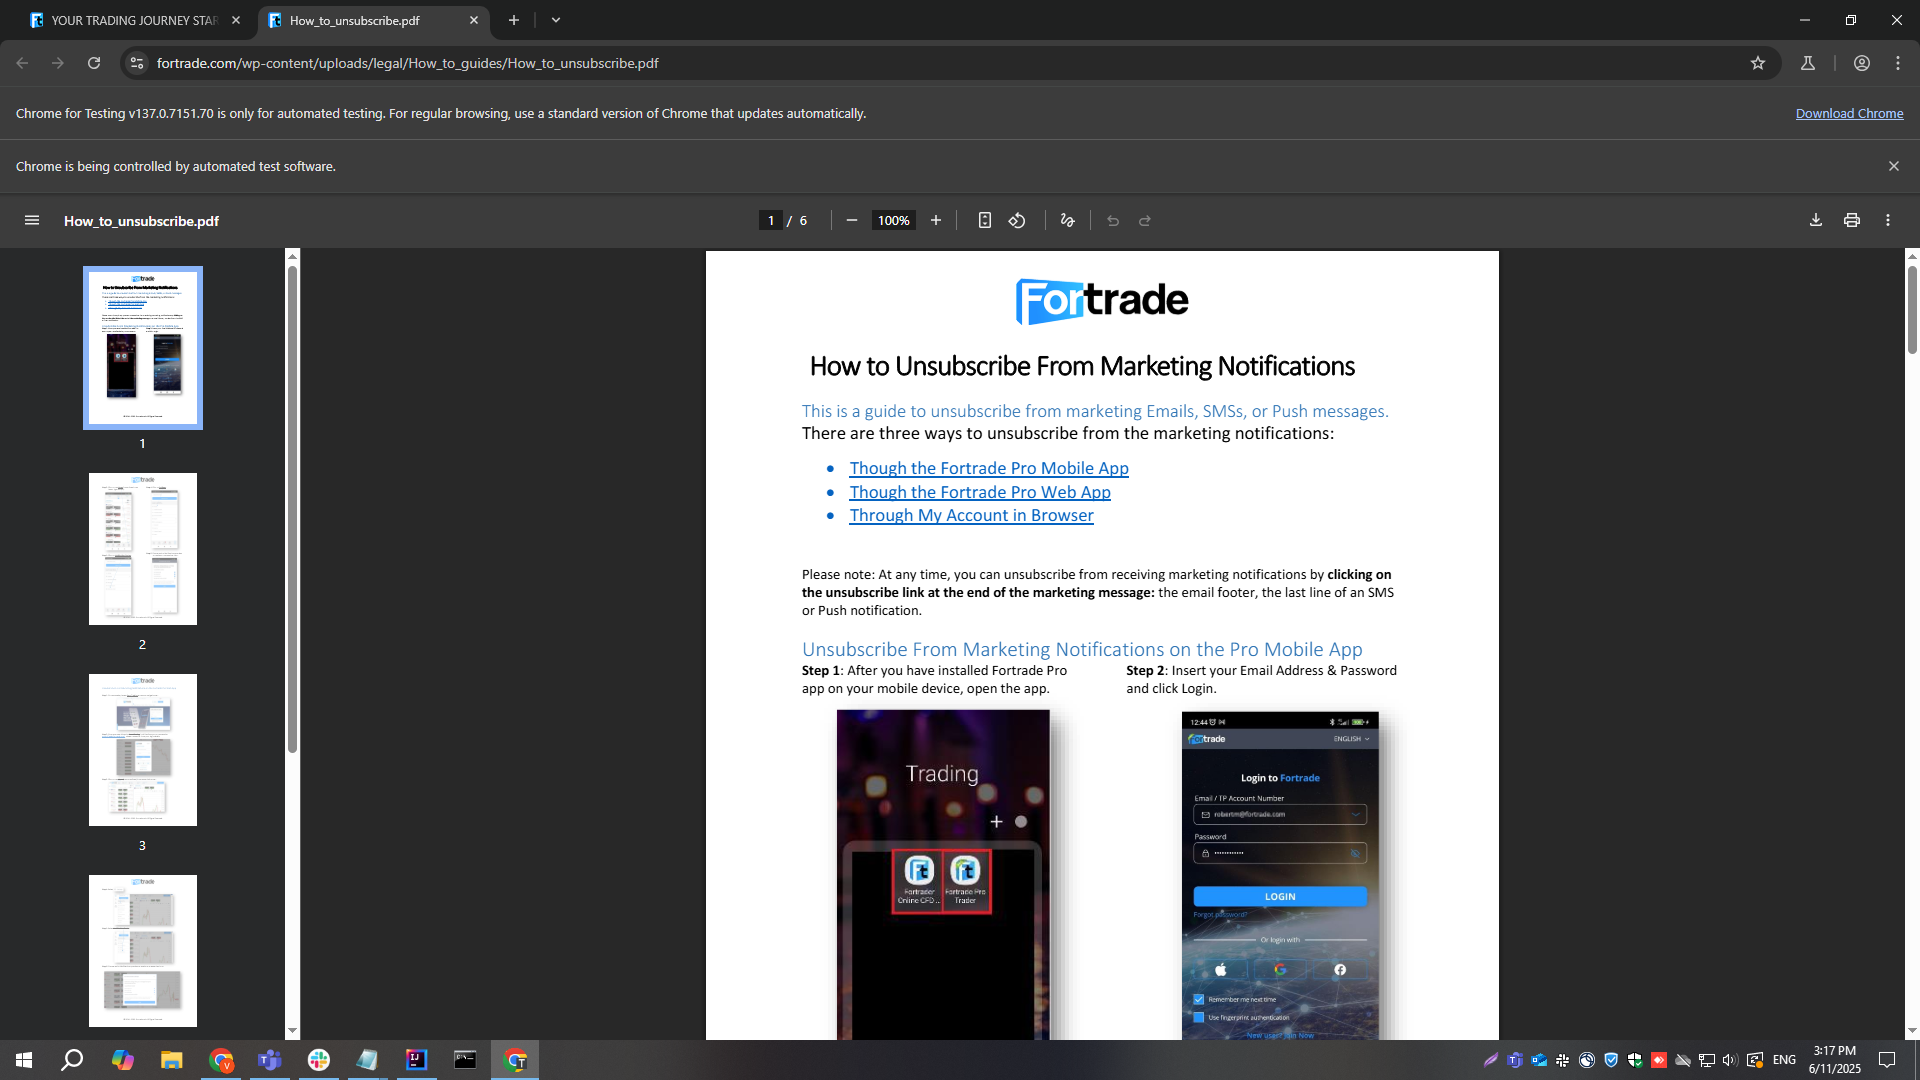 YOUR TRADING JOURNEY STAR
How_to_unsubscribe.pdf
fortrade.com/wp-content/uploads/legal/How_to_guides/How_to_unsubscribe.pdf
Chrome for Testing v137.0.7151.70 is only for automated testing. For regular browsing, use a standard version of Chrome that updates automatically.
Download Chrome
Chrome is being controlled by automated test software.
How_to_unsubscribe.pdf
1 / 6
100%
1
2
3
Fortrade
How to Unsubscribe From Marketing Notifications
This is a guide to unsubscribe from marketing Emails, SMSs, or Push messages.
There are three ways to unsubscribe from the marketing notifications:
• Though the Fortrade Pro Mobile App
• Though the Fortrade Pro Web App
• Through My Account in Browser
Please note: At any time, you can unsubscribe from receiving marketing notifications by clicking on
the unsubscribe link at the end of the marketing message: the email footer, the last line of an SMS
or Push notification.
Unsubscribe From Marketing Notifications on the Pro Mobile App
Step 1: After you have installed Fortrade Pro
app on your mobile device, open the app.
Step 2: Insert your Email Address & Password
and click Login.
Trading
Fortrader
Online CFD ..
Fortrade Pro
Trader
12:44
Fortrade
ENGLISH
Login to Fortrade
Email / TP Account Number
robertm@fortrade.com
Password
LOGIN
Forgot password?
Or login with
Remember me next time
Use fingerprint authentication
New user? Join Now
ENG
3:17 PM
6/11/2025